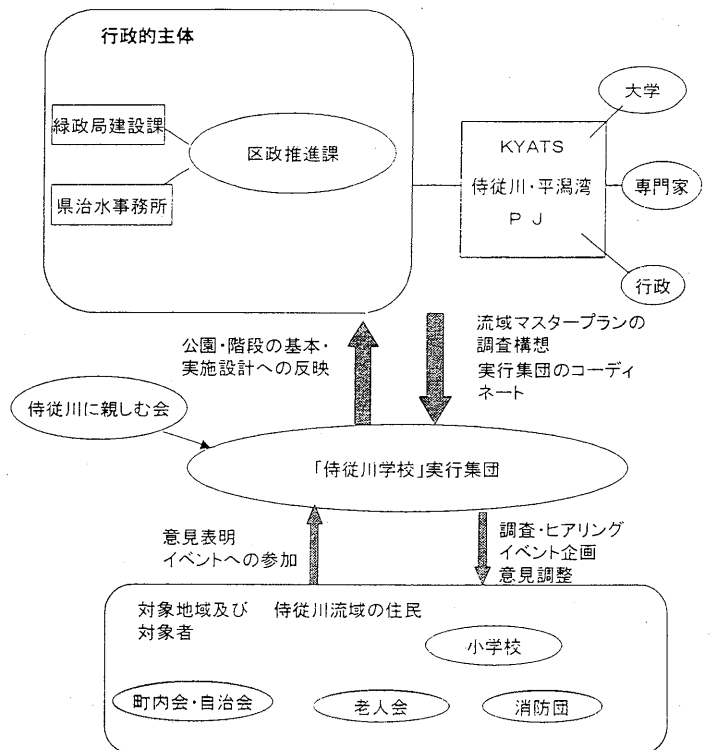 行政的主体
緑政局建設課
区政推進課
県治水事務所
大学
KYATS
侍従川・平潟湾
PJ
専門家
行政
公園・階段の基本・
実施設計への反映
流域マスタープランの
調査構想
実行集団のコーディ
ネート
侍従川に親しむ会
「侍従川学校」実行集団
意見表明
イベントへの参加
調査・ヒアリング
イベント企画
意見調整
対象地域及び
対象者
侍従川流域の住民
小学校
町内会・自治会
老人会
消防団